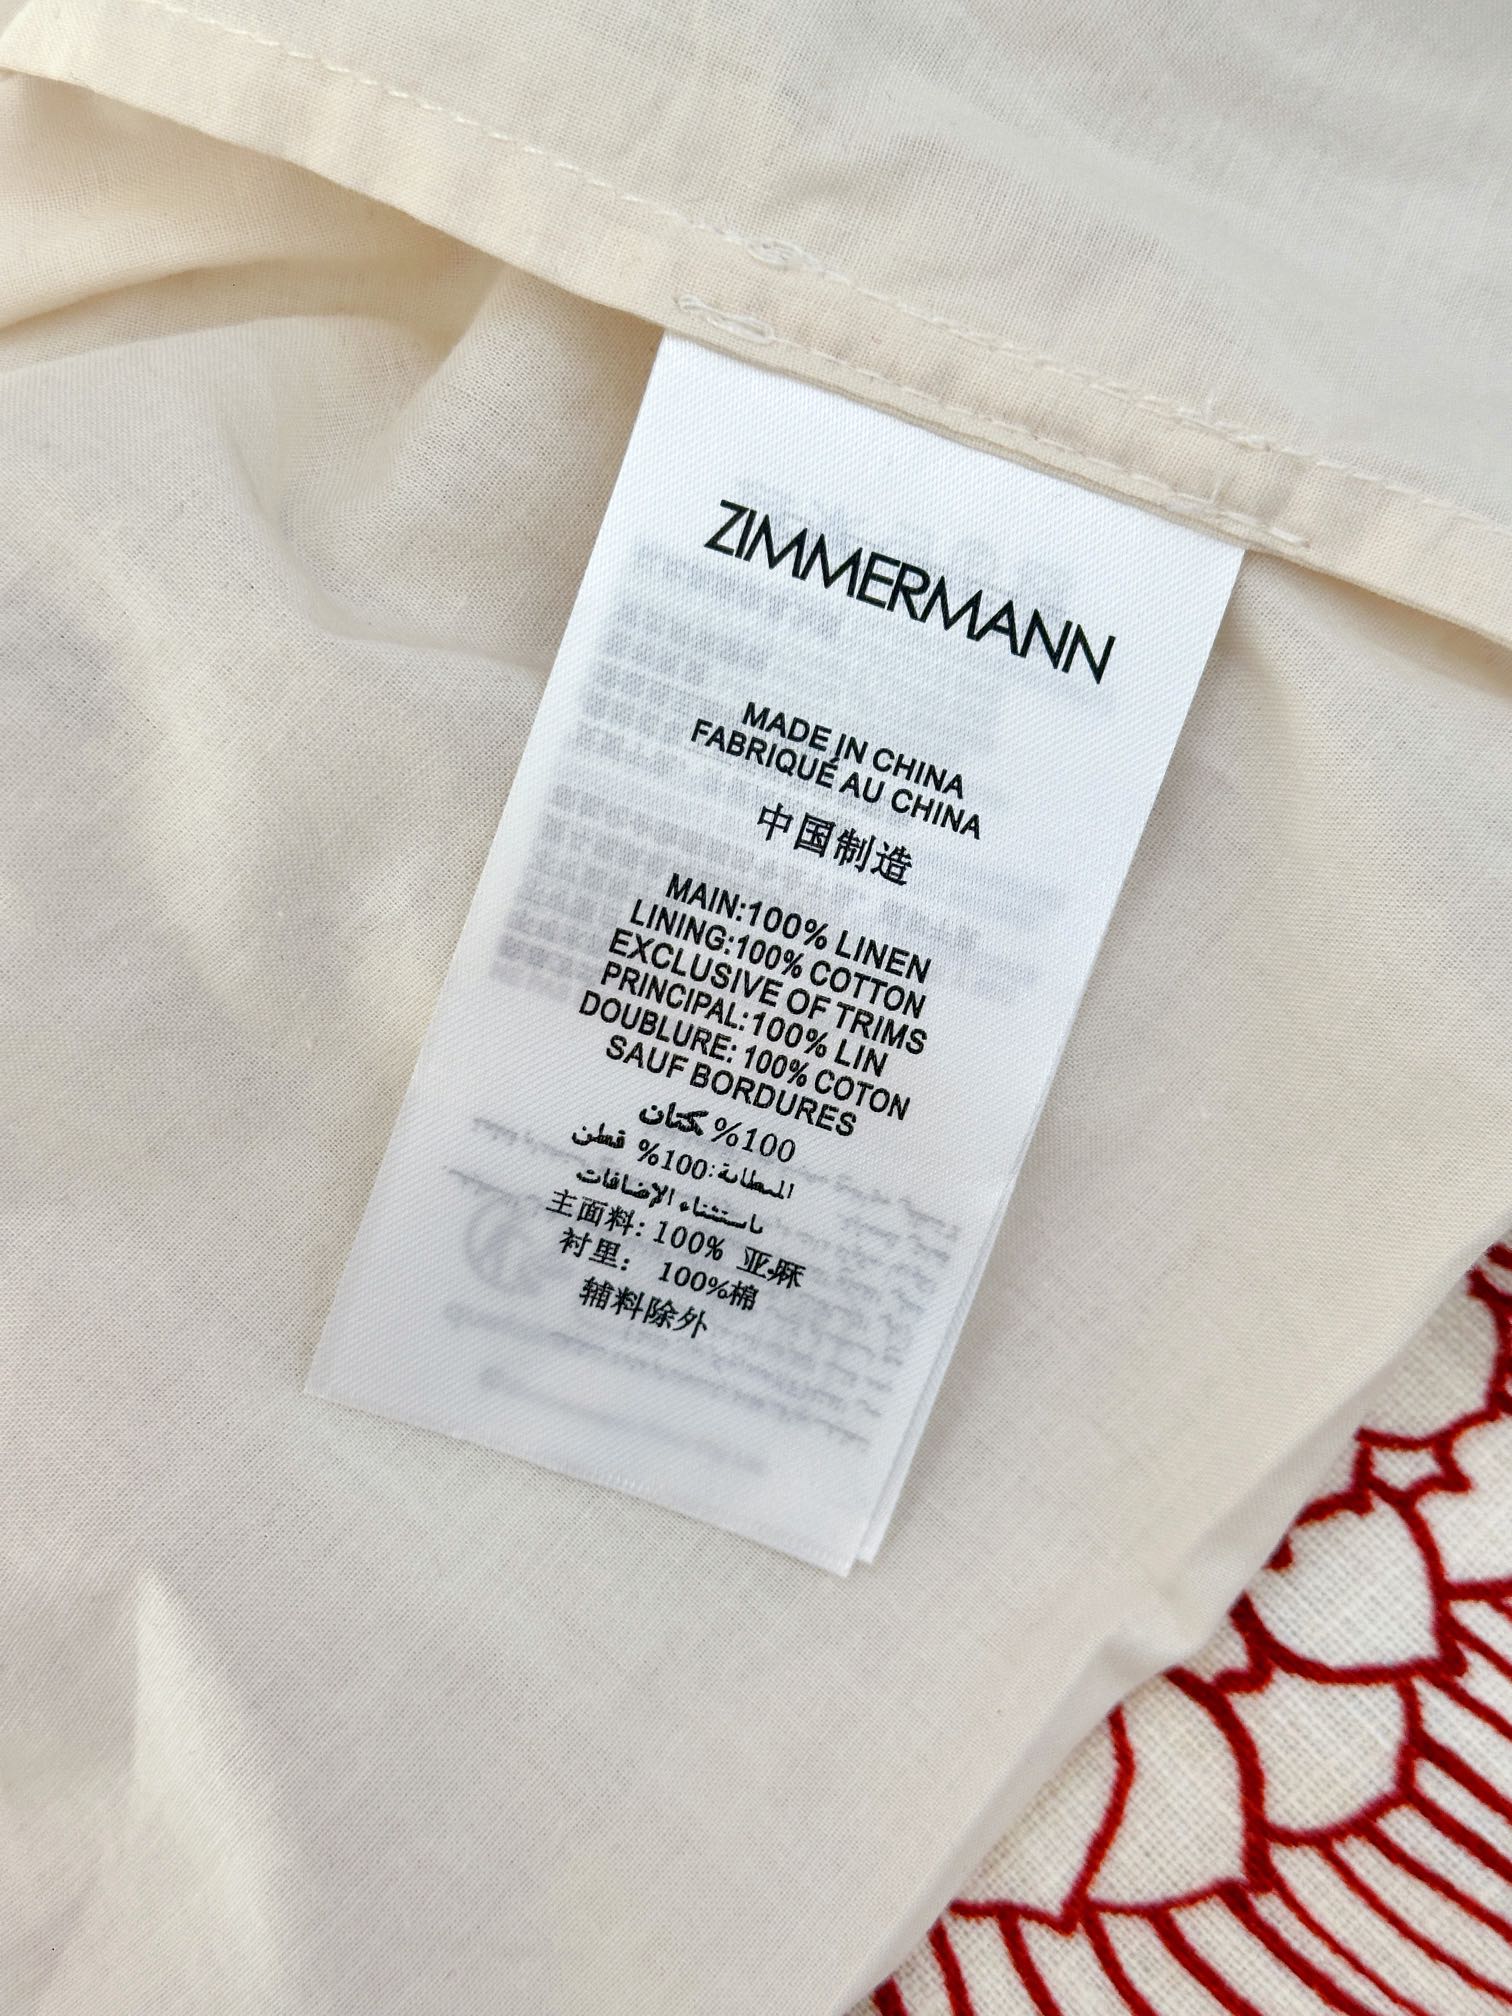 ZIMMERMANN
MADE IN CHINA
FABRIQUÉ AU CHINA
中国制造
MAIN:100% LINEN
LINING:100% COTTON
EXCLUSIVE OF TRIMS
PRINCIPAL:100% LIN
DOUBLURE: 100% COTON
SAUF BORDURES
100% كتان
البطانة:100% قطن
باستثناء الإضافات
主面料: 100% 亚麻
衬里: 100%棉
辅料除外